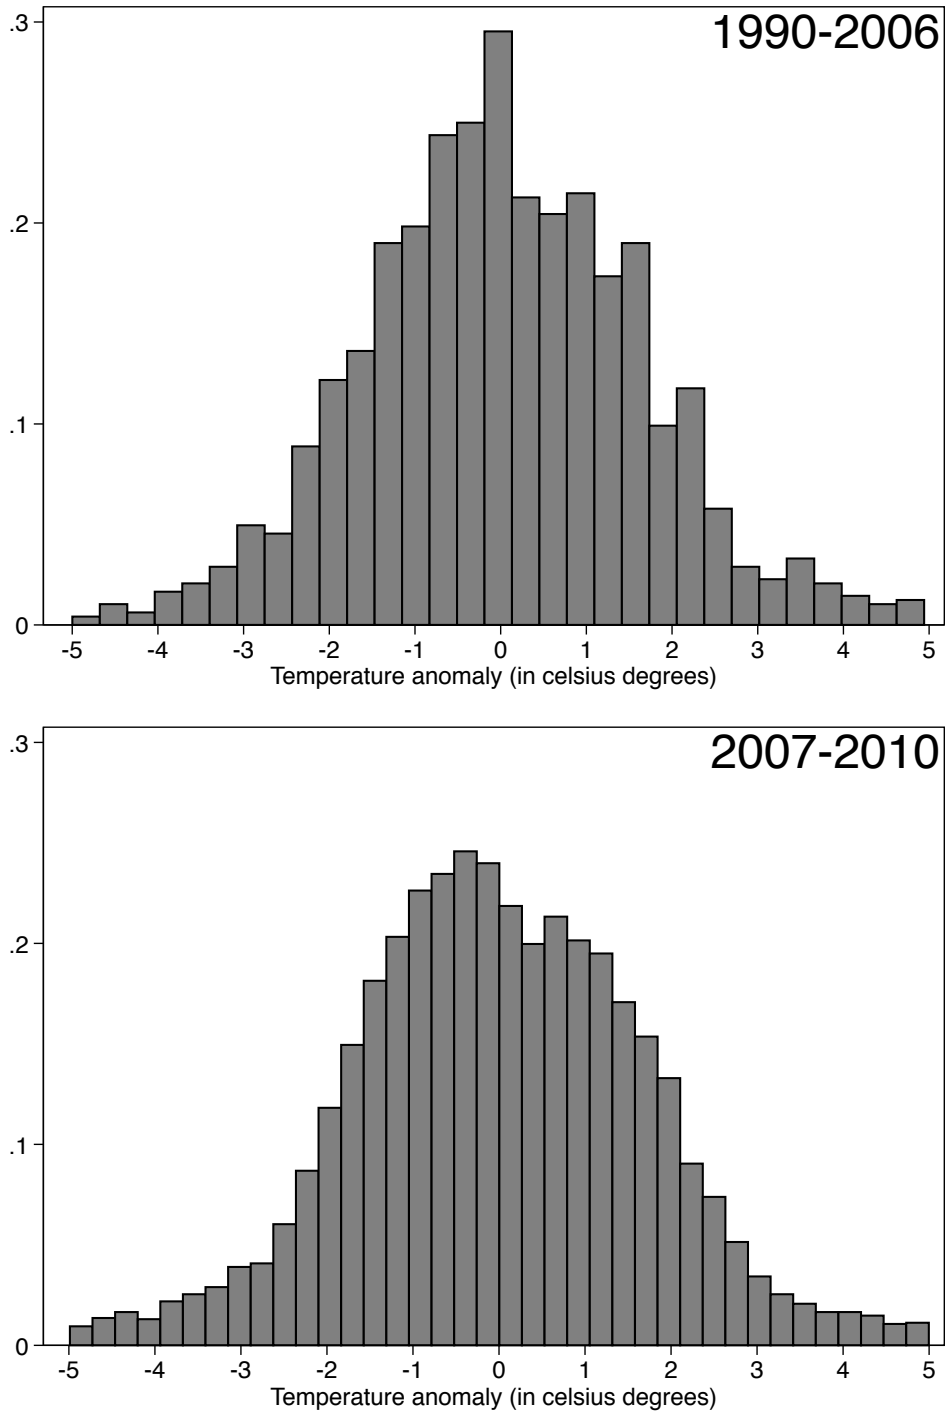 1990-2006
.3
.2
.1
0
-5 -4 -3 -2 -1 0 1 2 3 4 5
Temperature anomaly (in celsius degrees)
2007-2010
.3
.2
.1
0
-5 -4 -3 -2 -1 0 1 2 3 4 5
Temperature anomaly (in celsius degrees)